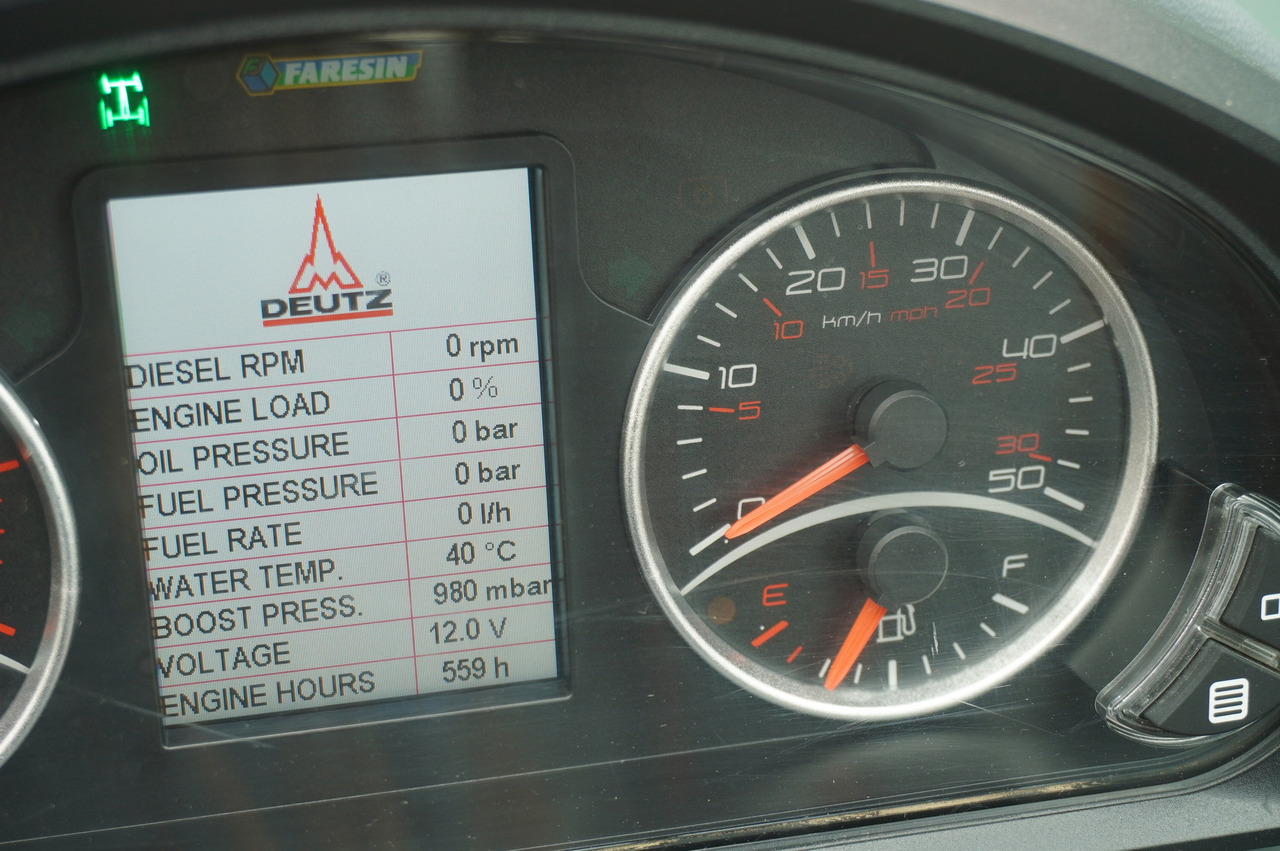 FARESIN
DEUTZ®
DIESEL RPM 0 rpm
ENGINE LOAD 0 %
OIL PRESSURE 0 bar
FUEL PRESSURE 0 bar
FUEL RATE 0 l/h
WATER TEMP. 40 °C
BOOST PRESS. 980 mbar
VOLTAGE 12.0 V
ENGINE HOURS 559 h
20 15 30
10 km/h mph 20
10 40
5 25
30
0 50
E F